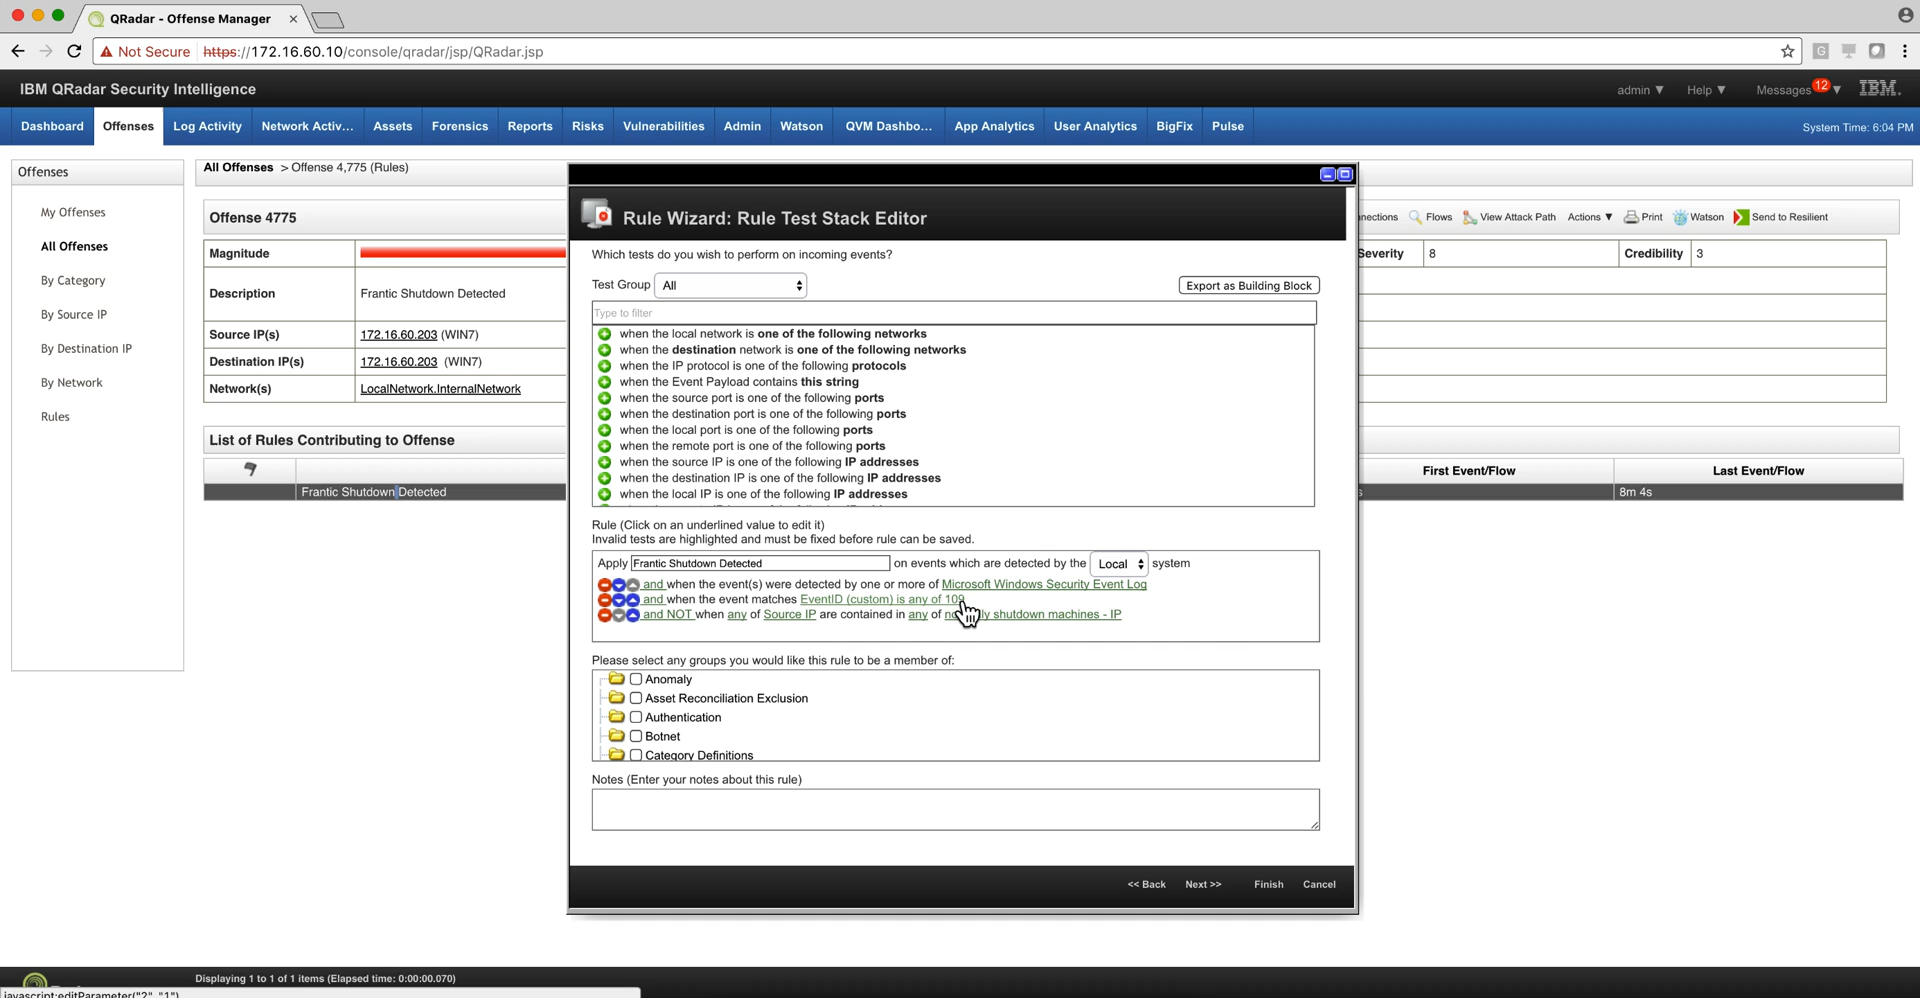 QRadar - Offense Manager
Not Secure https://172.16.60.10/console/qradar/jsp/QRadar.jsp
G
IBM QRadar Security Intelligence
admin ▼ Help ▼ Messages 12 ▼ IBM.
Dashboard Offenses Log Activity Network Activ... Assets Forensics Reports Risks Vulnerabilities Admin Watson QVM Dashbo... App Analytics User Analytics BigFix Pulse System Time: 6:04 PM
Offenses
My Offenses
All Offenses
By Category
By Source IP
By Destination IP
By Network
Rules
All Offenses > Offense 4,775 (Rules)
Offense 4775
nnections Flows View Attack Path Actions ▼ Print Watson Send to Resilient
Magnitude
Severity 8 Credibility 3
Description Frantic Shutdown Detected
Source IP(s) 172.16.60.203 (WIN7)
Destination IP(s) 172.16.60.203 (WIN7)
Network(s) LocalNetwork.InternalNetwork
List of Rules Contributing to Offense
First Event/Flow Last Event/Flow
Frantic Shutdown Detected s 8m 4s
Rule Wizard: Rule Test Stack Editor
Which tests do you wish to perform on incoming events?
Test Group All Export as Building Block
Type to filter
when the local network is one of the following networks
when the destination network is one of the following networks
when the IP protocol is one of the following protocols
when the Event Payload contains this string
when the source port is one of the following ports
when the destination port is one of the following ports
when the local port is one of the following ports
when the remote port is one of the following ports
when the source IP is one of the following IP addresses
when the destination IP is one of the following IP addresses
when the local IP is one of the following IP addresses
Rule (Click on an underlined value to edit it)
Invalid tests are highlighted and must be fixed before rule can be saved.
Apply Frantic Shutdown Detected on events which are detected by the Local system
and when the event(s) were detected by one or more of Microsoft Windows Security Event Log
and when the event matches EventID (custom) is any of 109
and NOT when any of Source IP are contained in any of shutdown machines - IP
Please select any groups you would like this rule to be a member of:
Anomaly
Asset Reconciliation Exclusion
Authentication
Botnet
Category Definitions
Notes (Enter your notes about this rule)
<< Back Next >> Finish Cancel
Displaying 1 to 1 of 1 items (Elapsed time: 0:00:00.070)
javascript:editParameter("2", "1")